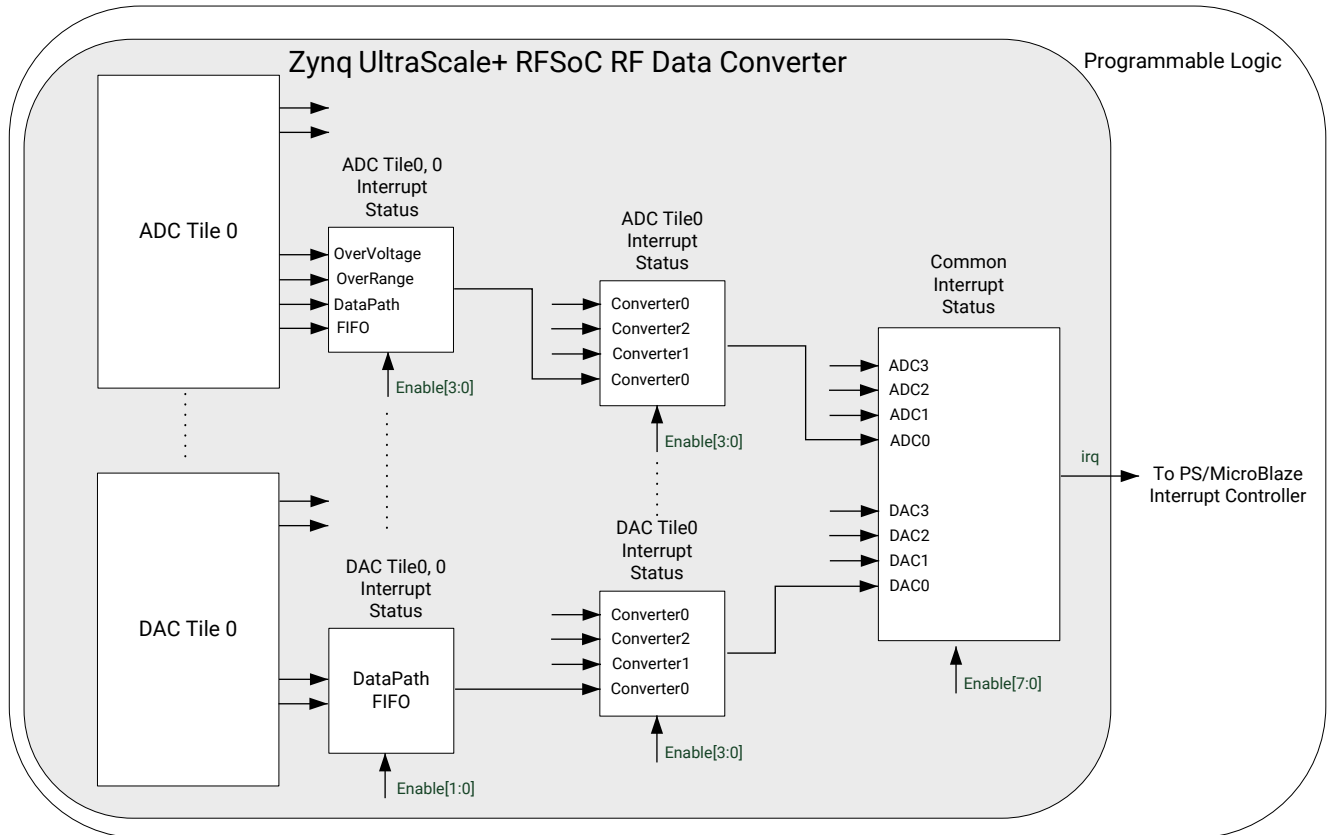 Zynq UltraScale+ RFSoC RF Data Converter
Programmable Logic
ADC Tile 0
ADC Tile0, 0
Interrupt
Status
OverVoltage
OverRange
DataPath
FIFO
Enable[3:0]
ADC Tile0
Interrupt
Status
Converter0
Converter2
Converter1
Converter0
Enable[3:0]
Common
Interrupt
Status
ADC3
ADC2
ADC1
ADC0
DAC3
DAC2
DAC1
DAC0
Enable[7:0]
irq
To PS/MicroBlaze
Interrupt Controller
DAC Tile 0
DAC Tile0, 0
Interrupt
Status
DataPath
FIFO
Enable[1:0]
DAC Tile0
Interrupt
Status
Converter0
Converter2
Converter1
Converter0
Enable[3:0]